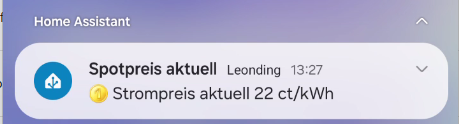 Home Assistant
Spotpreis aktuell Leonding 13:27
Strompreis aktuell 22 ct/kWh